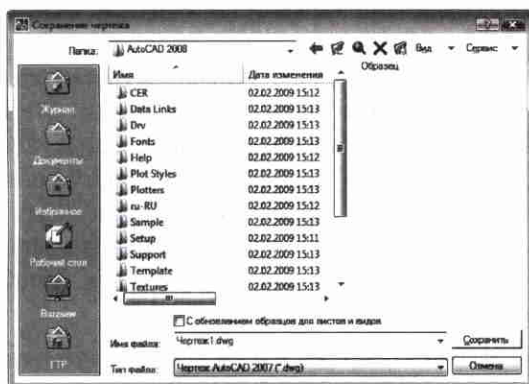 Сохранение чертежа
Папка: AutoCAD 2008 Вид Сервис
Имя Дата изменения Образец
CER 02.02.2009 15:12
Data Links 02.02.2009 15:13
Drv 02.02.2009 15:13
Fonts 02.02.2009 15:13
Help 02.02.2009 15:12
Plot Styles 02.02.2009 15:13
Plotters 02.02.2009 15:13
ru-RU 02.02.2009 15:12
Sample 02.02.2009 15:13
Setup 02.02.2009 15:11
Support 02.02.2009 15:13
Template 02.02.2009 15:13
Textures 02.02.2009 15:13
Журнал
Документы
Избранное
Рабочий стол
Buzzsaw
FTP
С обновлением образцов для листов и видов
Имя файла: Чертеж1.dwg Сохранить
Тип файла: Чертеж AutoCAD 2007 (*.dwg) Отмена